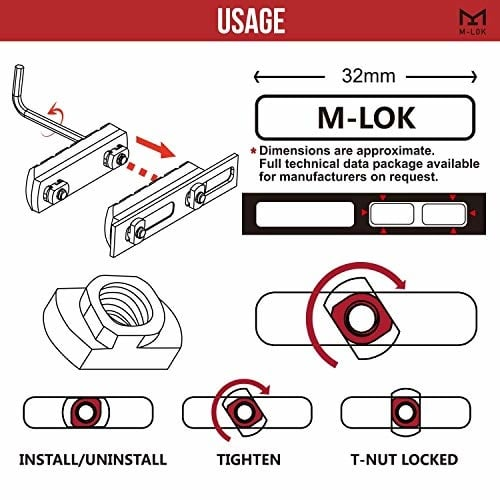 USAGE
M-LOK
32mm
M-LOK
* Dimensions are approximate.
Full technical data package available
for manufacturers on request.
INSTALL/UNINSTALL
TIGHTEN
T-NUT LOCKED